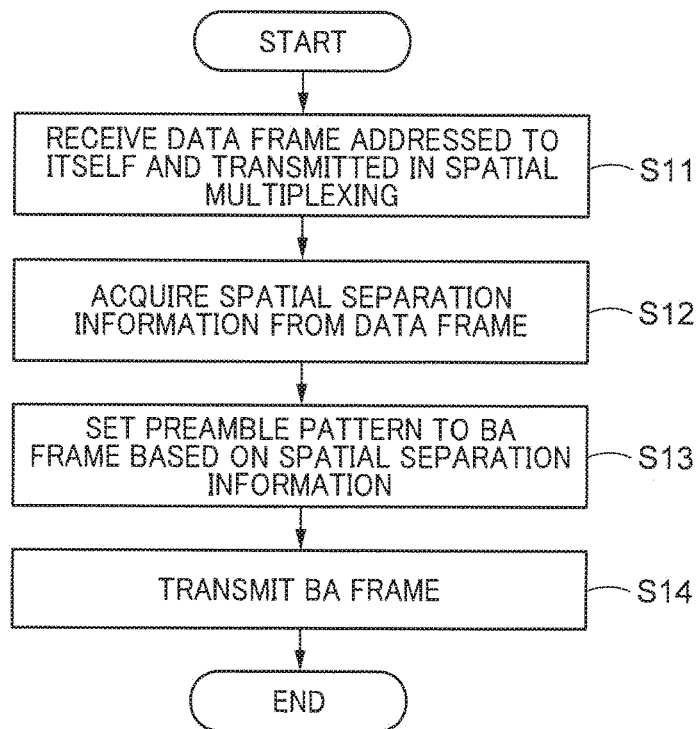 START
RECEIVE DATA FRAME ADDRESSED TO
ITSELF AND TRANSMITTED IN SPATIAL
MULTIPLEXING
S11
ACQUIRE SPATIAL SEPARATION
INFORMATION FROM DATA FRAME
S12
SET PREAMBLE PATTERN TO BA
FRAME BASED ON SPATIAL SEPARATION
INFORMATION
S13
TRANSMIT BA FRAME
S14
END